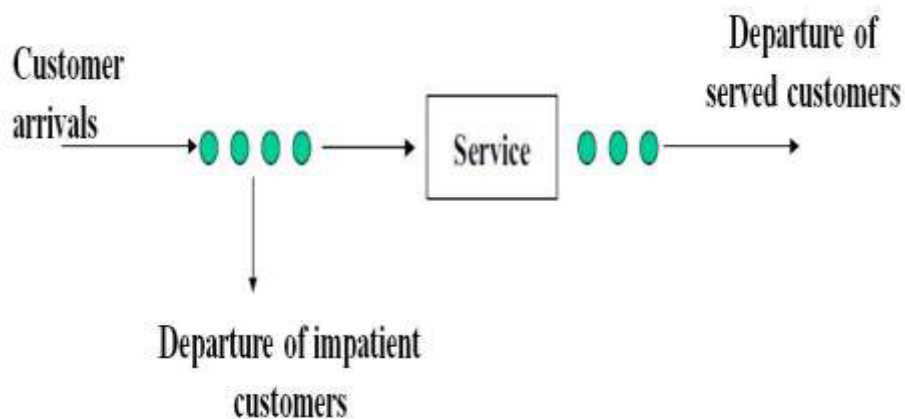 Customer
arrivals
Departure of
served customers
Service
Departure of impatient
customers